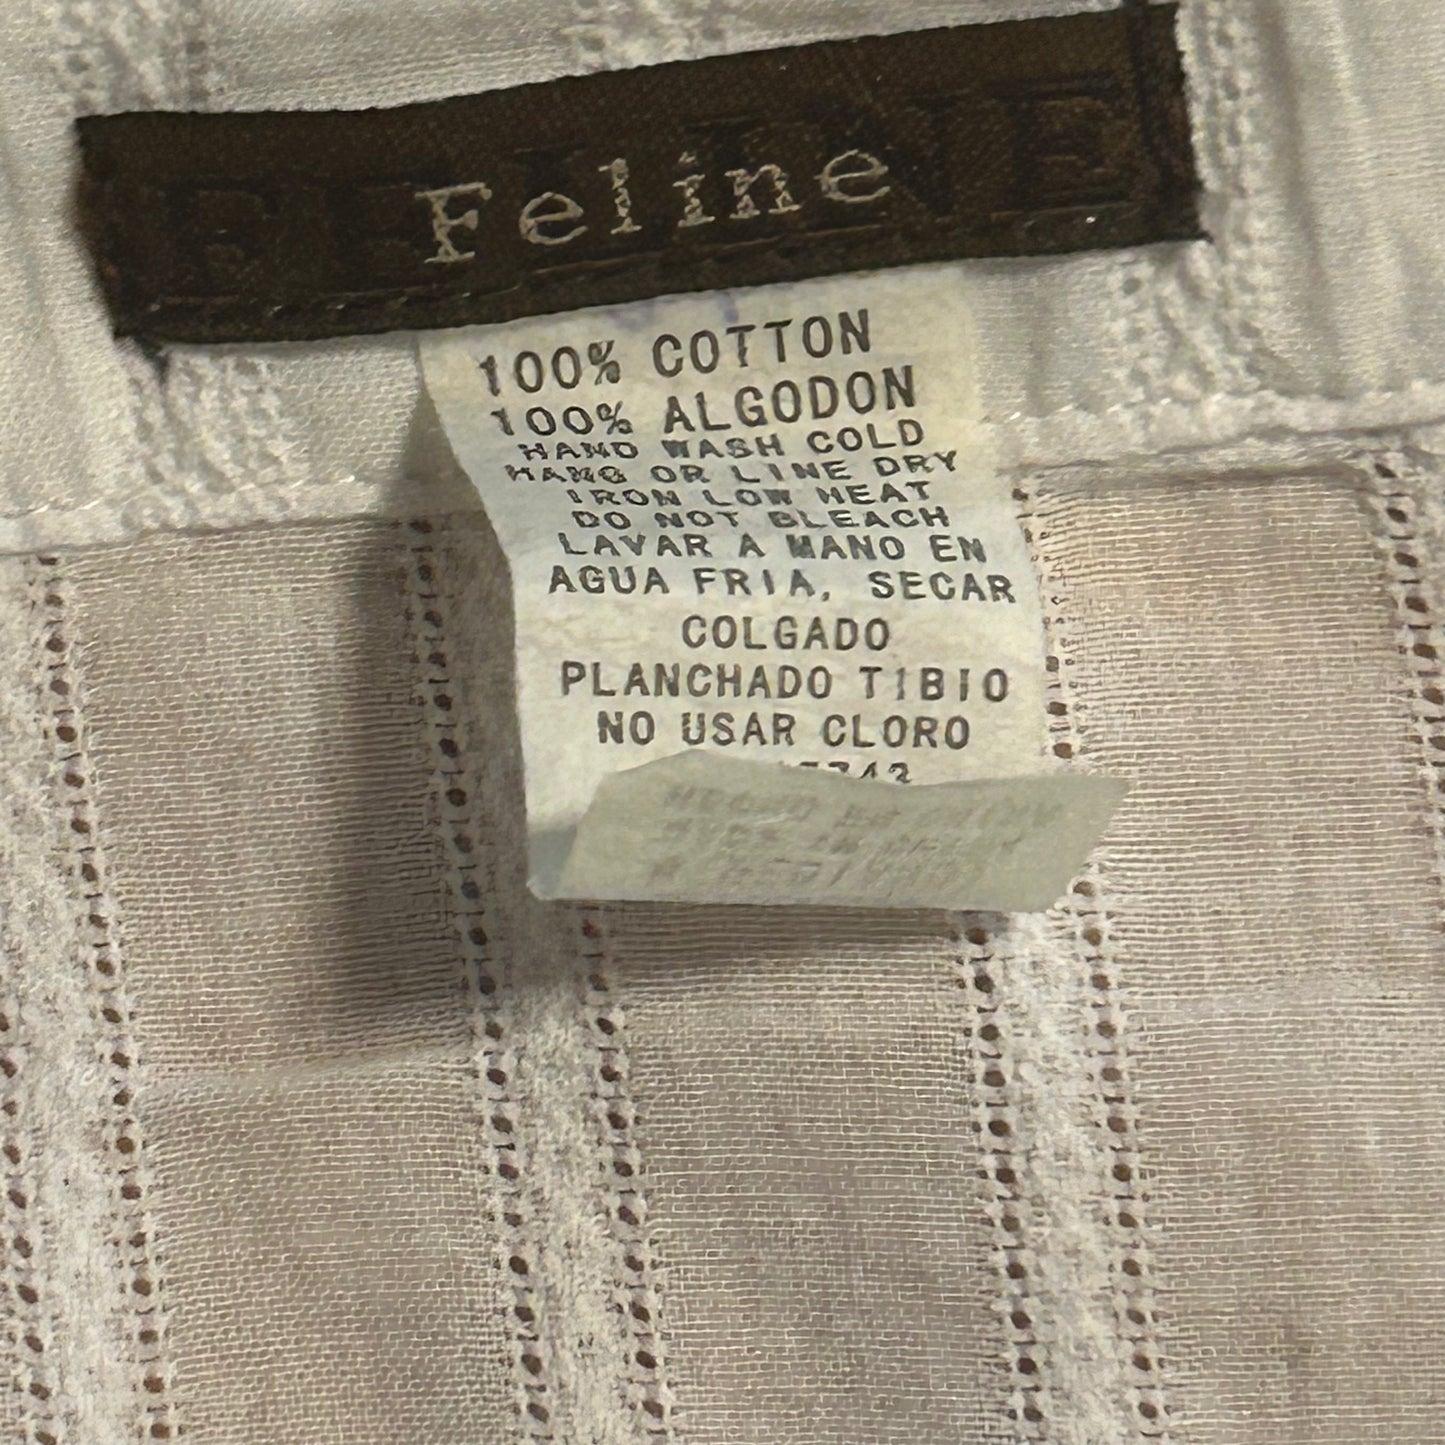 Feline
100% COTTON
100% ALGODON
HAND WASH COLD
HANG OR LINE DRY
IRON LOW HEAT
DO NOT BLEACH
LAVAR A MANO EN
AGUA FRIA, SECAR
COLGADO
PLANCHADO TIBIO
NO USAR CLORO